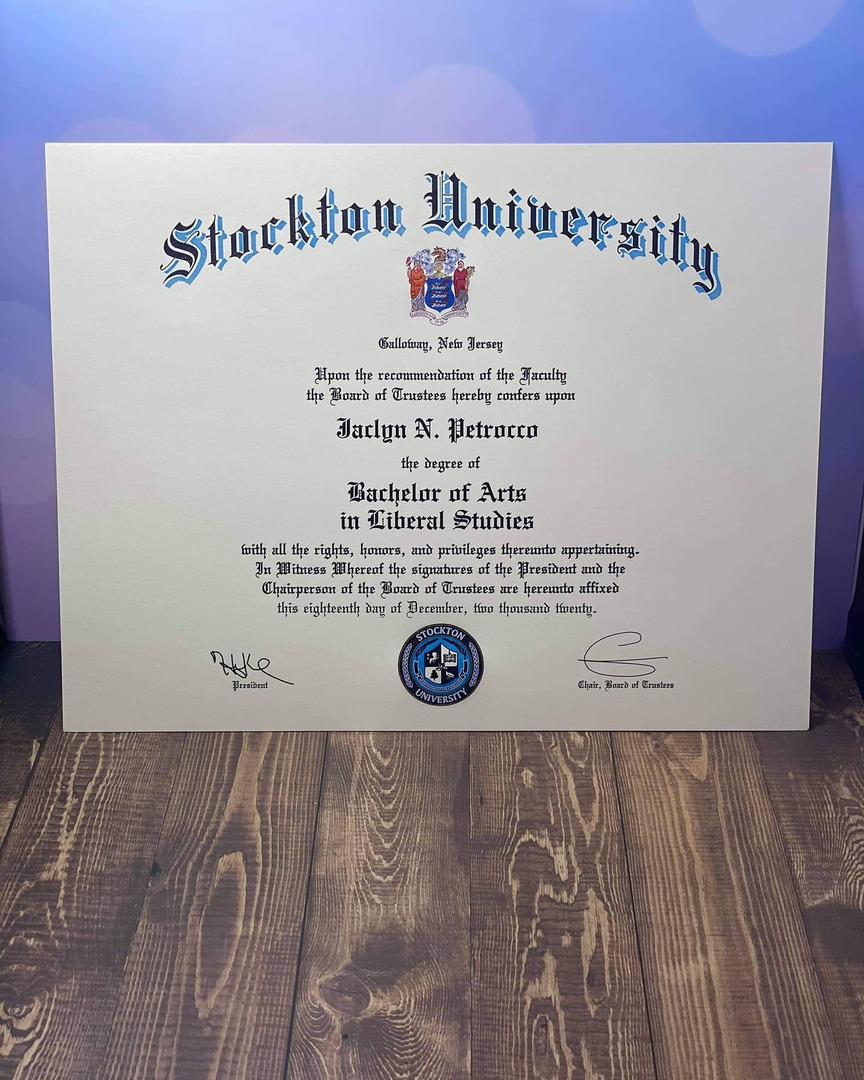 Stockton University
Galloway, New Jersey
Upon the recommendation of the Faculty
the Board of Trustees hereby confers upon
Jaclyn N. Petrocco
the degree of
Bachelor of Arts
in Liberal Studies
with all the rights, honors, and privileges thereunto appertaining.
In Witness Whereof the signatures of the President and the
Chairperson of the Board of Trustees are hereunto affixed
this eighteenth day of December, two thousand twenty.
President
STOCKTON
UNIVERSITY
Chair, Board of Trustees